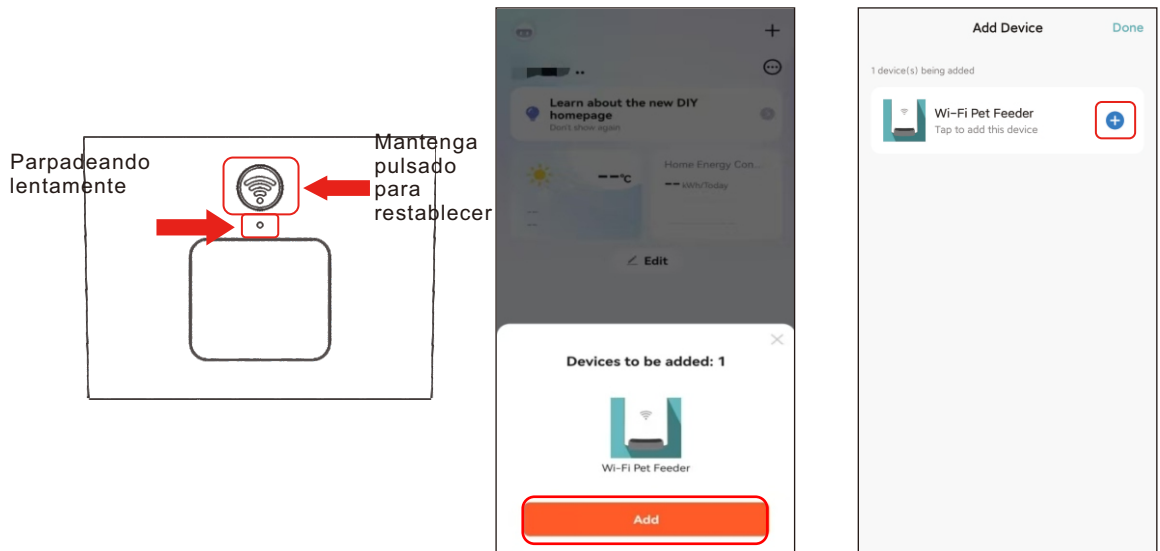 Parpadeando
lentamente
Mantenga
pulsado
para
restablecer
Learn about the new DIY
homepage
Don't show again
--°C
--
--
Home Energy Con...
-- kWh/Today
Edit
Devices to be added: 1
Wi-Fi Pet Feeder
Add
Add Device
Done
1 device(s) being added
Wi-Fi Pet Feeder
Tap to add this device